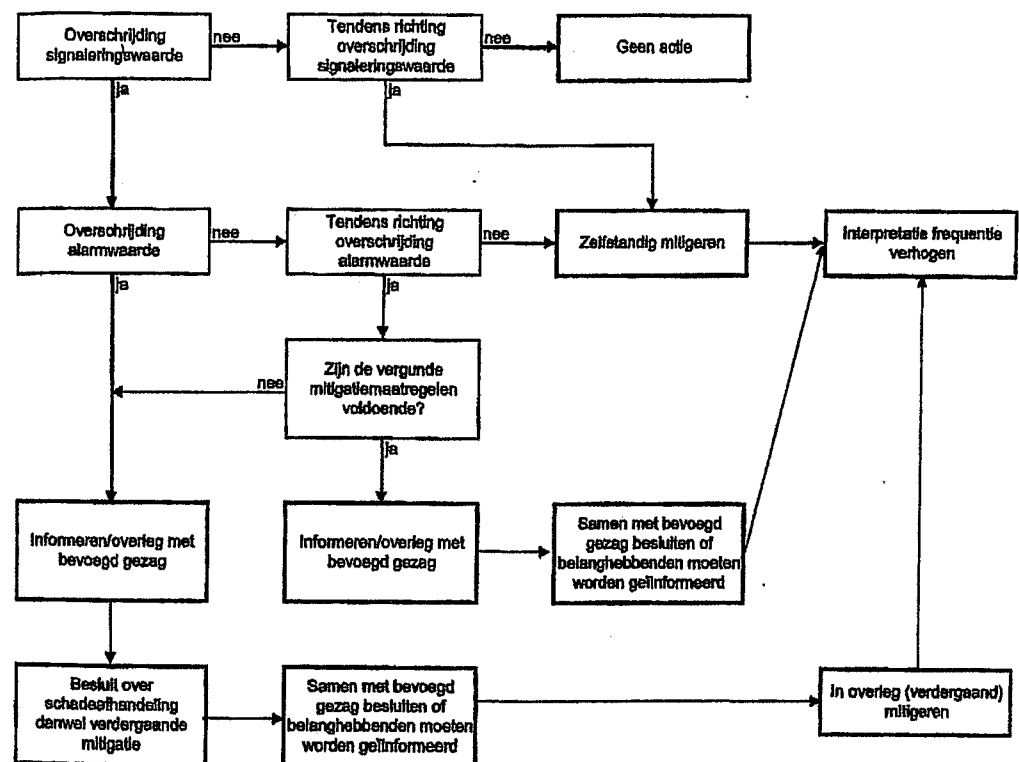 Overschrijding
signaleringswaarde
nee
Tendens richting
overschrijding
signaleringswaarde
nee
Geen actie
ja
ja
Overschrijding
alarmwaarde
nee
Tendens richting
overschrijding
alarmwaarde
nee
Zelfstandig mitigeren
Interpretatie frequentie
verhogen
ja
ja
Zijn de vergunde
mitigatiemaatregelen
voldoende?
nee
ja
Informeren/overleg met
bevoegd gezag
Informeren/overleg met
bevoegd gezag
Samen met bevoegd
gezag besluiten of
belanghebbenden moeten
worden geïnformeerd
Besluit over
schadeafhandeling
danwel verdergaande
mitigatie
Samen met bevoegd
gezag besluiten of
belanghebbenden moeten
worden geïnformeerd
In overleg (verdergaand)
mitigeren